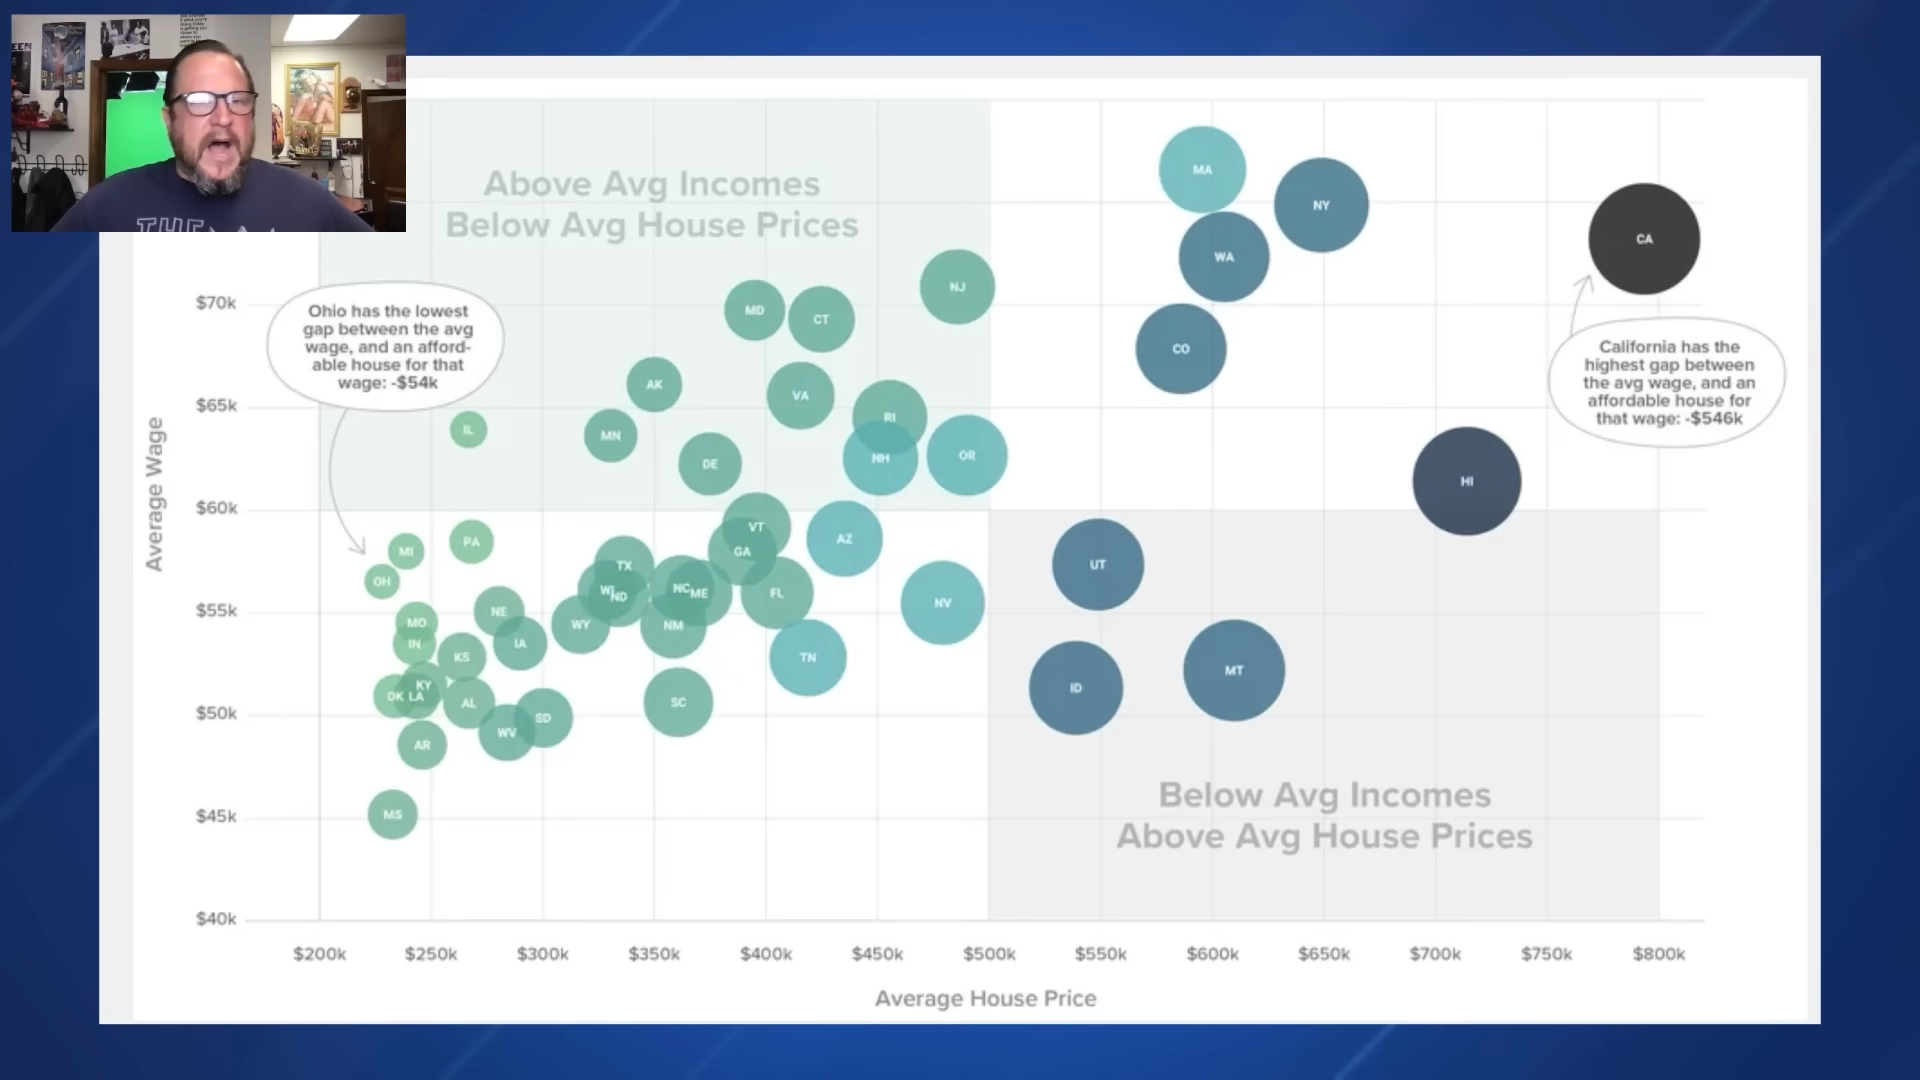 EEN
THE
Above Avg Incomes
Below Avg House Prices
MA
NY
CA
WA
NJ
$70k
MD
CT
CO
Ohio has the lowest
gap between the avg
wage, and an afford-
able house for that
wage: -$54k
California has the
highest gap between
the avg wage, and an
affordable house for
that wage: -$546k
AK
VA
$65k
RI
IL
MN
NH
OR
DE
HI
$60k
Average Wage
VT
AZ
PA
MI
GA
UT
TX
OH
WI
ND
NC
ME
FL
NV
$55k
NE
MO
WY
NM
IN
IA
KS
TN
KY
OK
LA
MT
ID
AL
SC
$50k
SD
WV
AR
Below Avg Incomes
Above Avg House Prices
$45k
MS
$40k
$200k
$250k
$300k
$350k
$400k
$450k
$500k
$550k
$600k
$650k
$700k
$750k
$800k
Average House Price